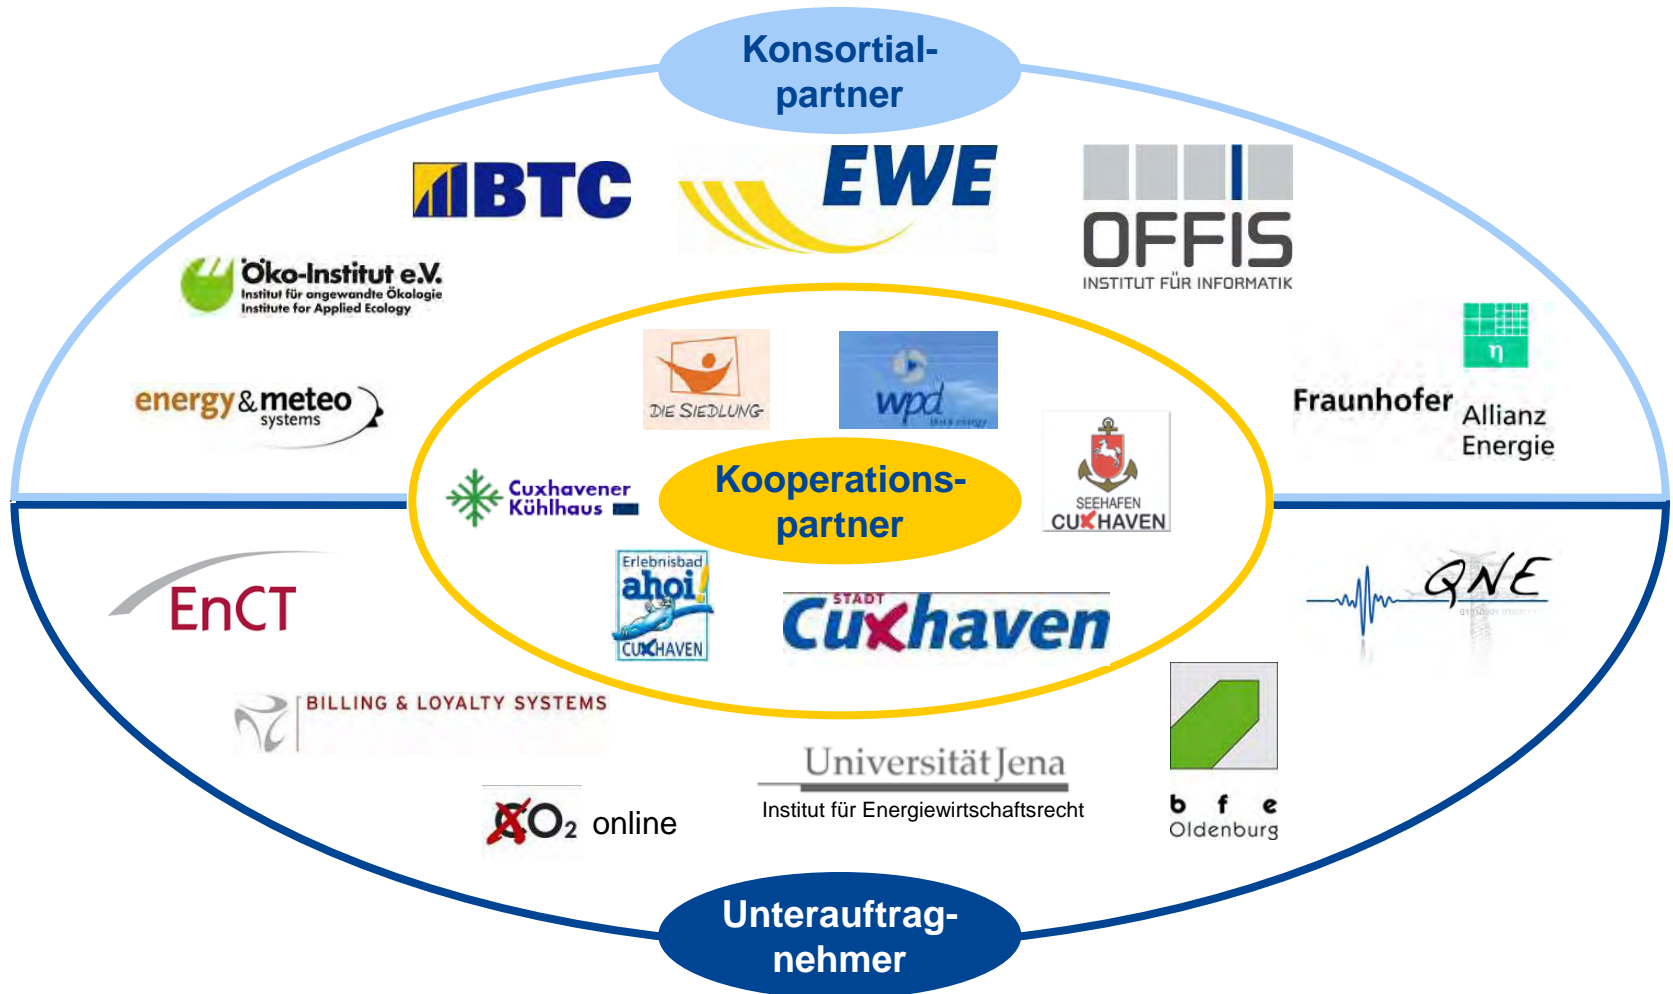 Konsortial-
partner
BTC
EWE
OFFIS
INSTITUT FÜR INFORMATIK
Öko-Institut e.V.
Institut für angewandte Ökologie
Institute for Applied Ecology
energy & meteo
systems
η
Fraunhofer
Allianz
Energie
DIE SIEDLUNG
wpd
SEEHAFEN
CUXHAVEN
Kooperations-
partner
Cuxhavener
Kühlhaus
Erlebnisbad
ahoi!
CUXHAVEN
STADT
Cuxhaven
EnCT
QNE
BILLING & LOYALTY SYSTEMS
CO2 online
Universität Jena
Institut für Energiewirtschaftsrecht
bfe
Oldenburg
Unterauftrag-
nehmer